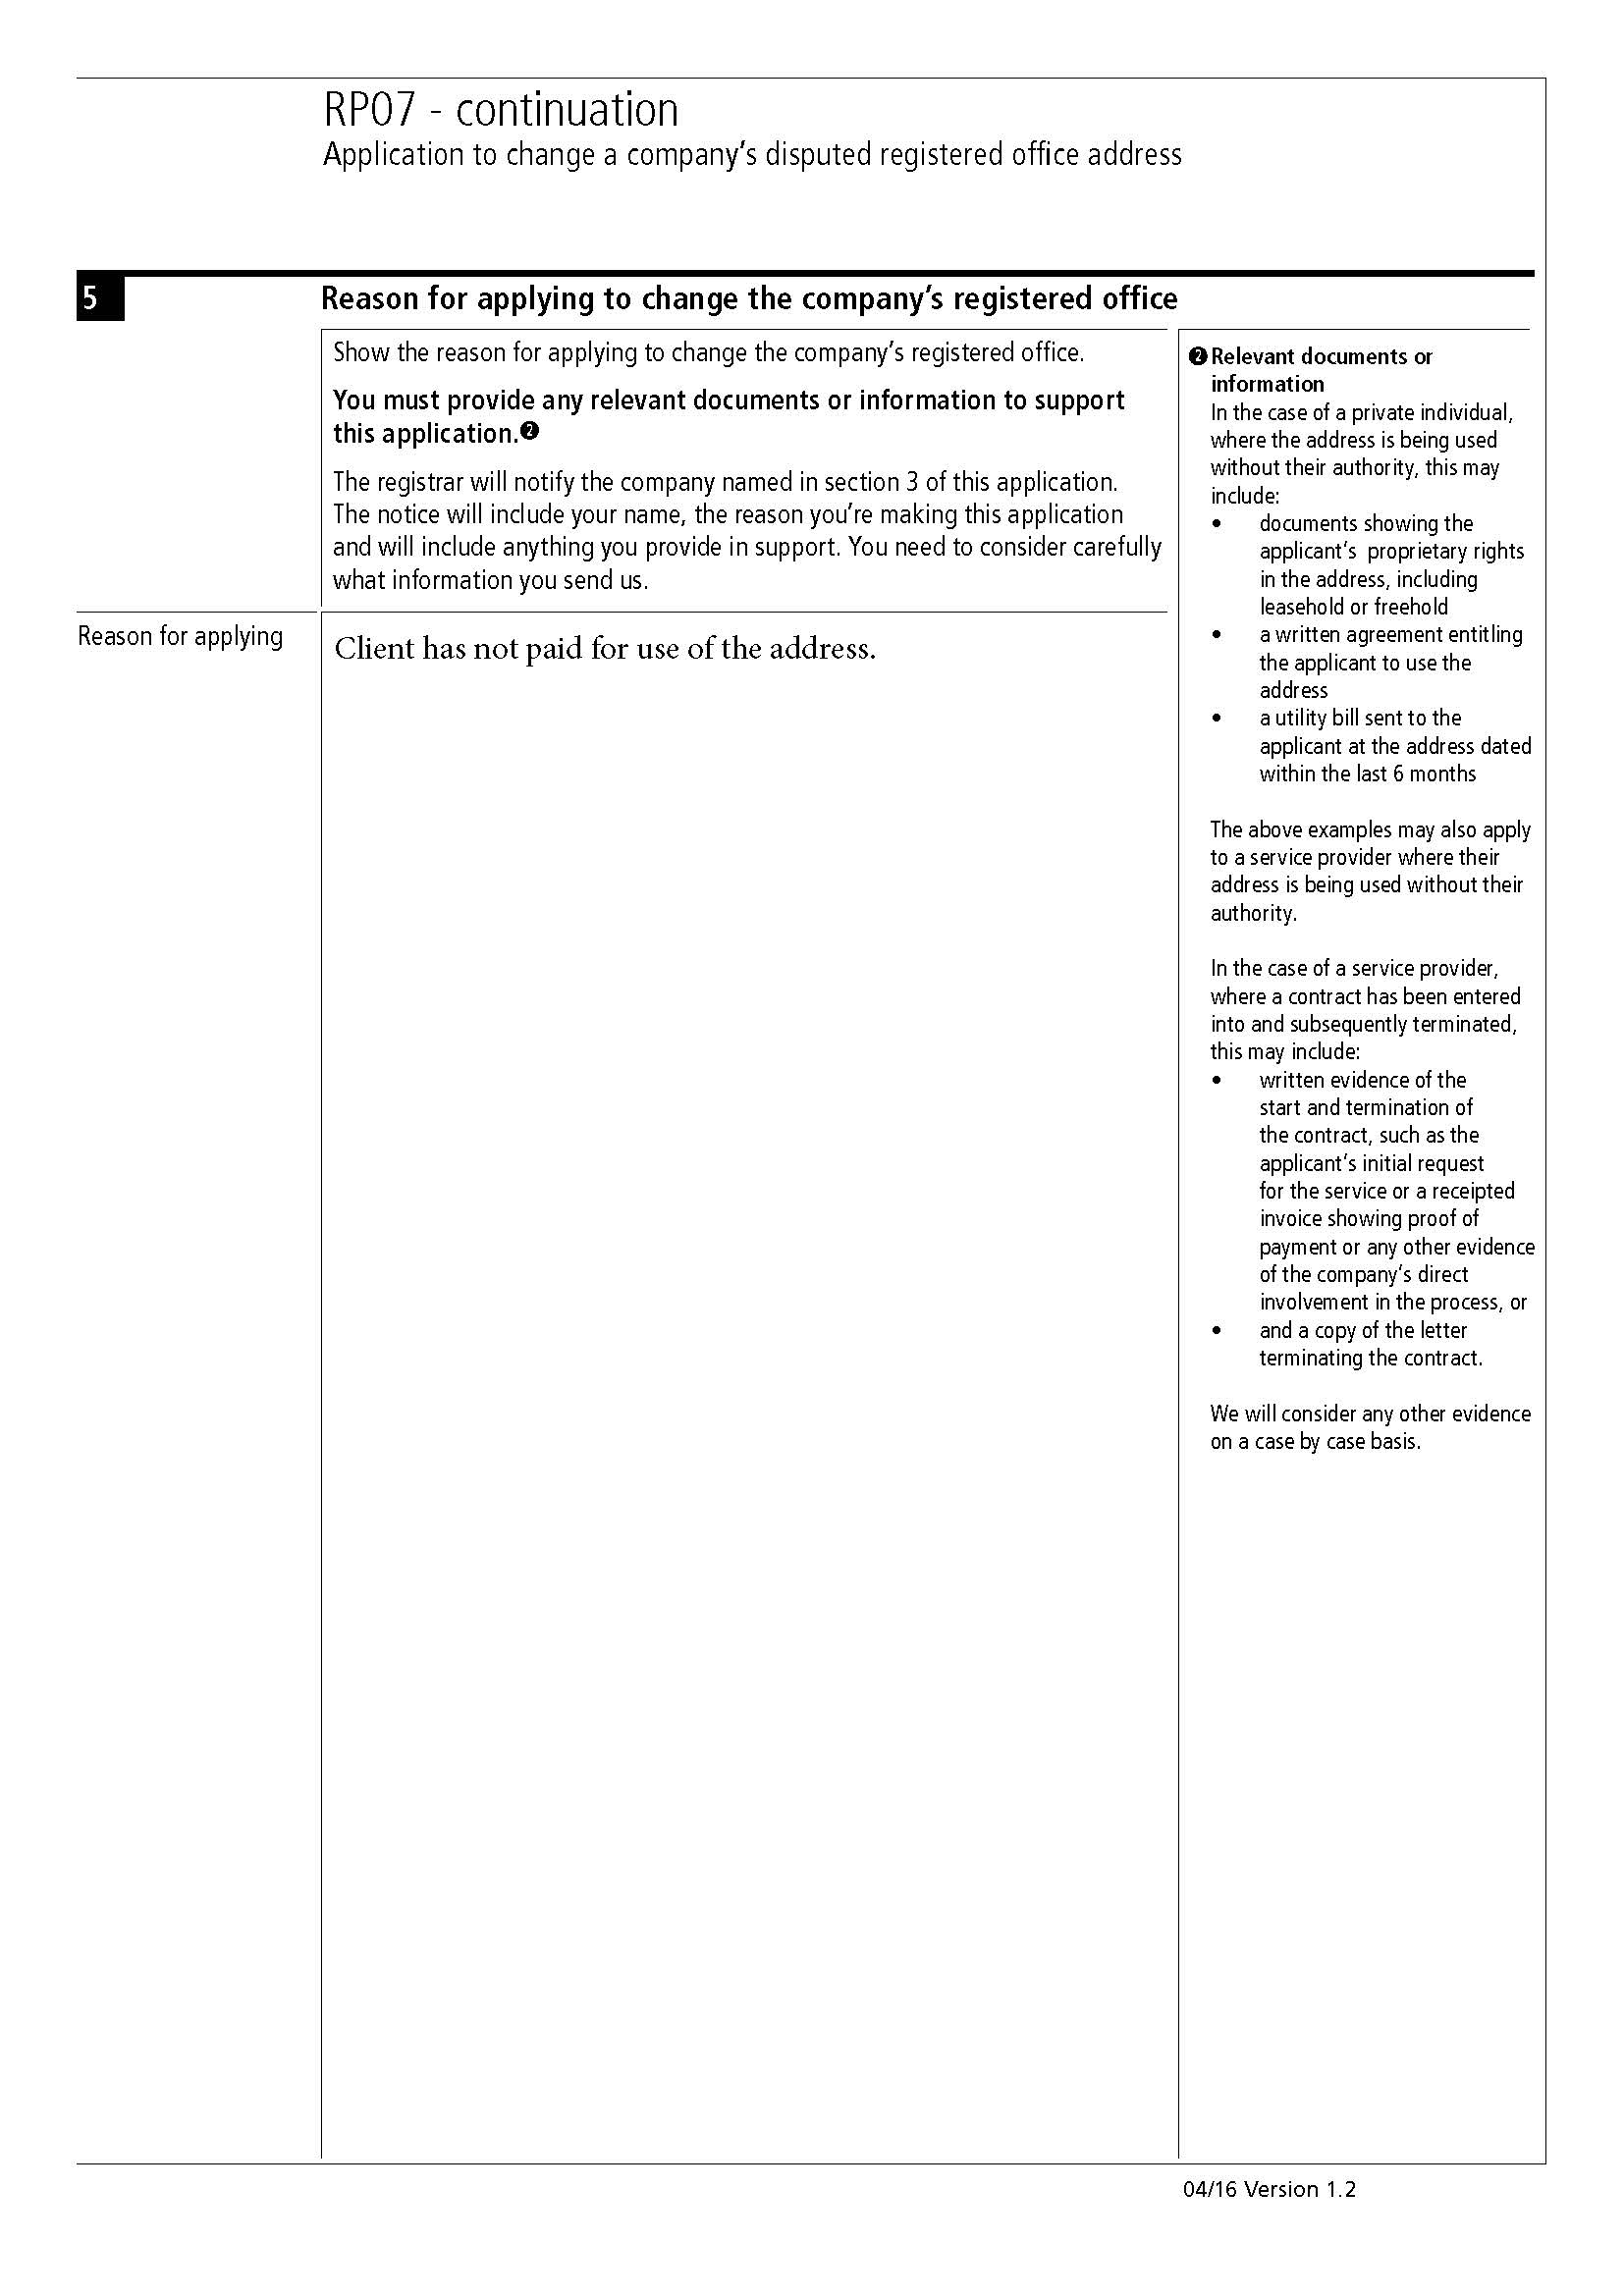 RP07 - continuation
Application to change a company's disputed registered office address
5
Reason for applying to change the company's registered office
Show the reason for applying to change the company's registered office.
You must provide any relevant documents or information to support
this application.❷
The registrar will notify the company named in section 3 of this application.
The notice will include your name, the reason you're making this application
and will include anything you provide in support. You need to consider carefully
what information you send us.
Reason for applying
Client has not paid for use of the address.
❷ Relevant documents or
information
In the case of a private individual,
where the address is being used
without their authority, this may
include:
• documents showing the
applicant's proprietary rights
in the address, including
leasehold or freehold
• a written agreement entitling
the applicant to use the
address
• a utility bill sent to the
applicant at the address dated
within the last 6 months
The above examples may also apply
to a service provider where their
address is being used without their
authority.
In the case of a service provider,
where a contract has been entered
into and subsequently terminated,
this may include:
• written evidence of the
start and termination of
the contract, such as the
applicant's initial request
for the service or a receipted
invoice showing proof of
payment or any other evidence
of the company's direct
involvement in the process, or
• and a copy of the letter
terminating the contract.
We will consider any other evidence
on a case by case basis.
04/16 Version 1.2